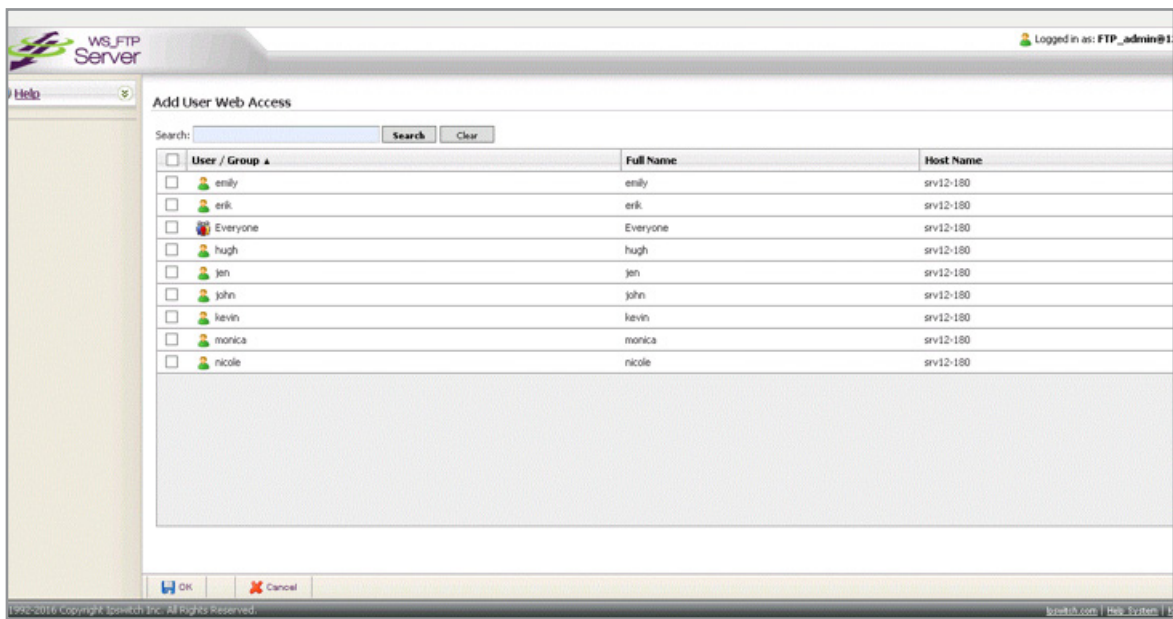 WS_FTP
Server
Logged in as: FTP_admin@1
Help
Add User Web Access
Search: Search Clear
User / Group Full Name Host Name
emily emily srv12-180
erik erik srv12-180
Everyone Everyone srv12-180
hugh hugh srv12-180
jen jen srv12-180
john john srv12-180
kevin kevin srv12-180
monica monica srv12-180
nicole nicole srv12-180
OK Cancel
1992-2016 Copyright Ipswitch Inc. All Rights Reserved. Ipswitch.com | Help System |